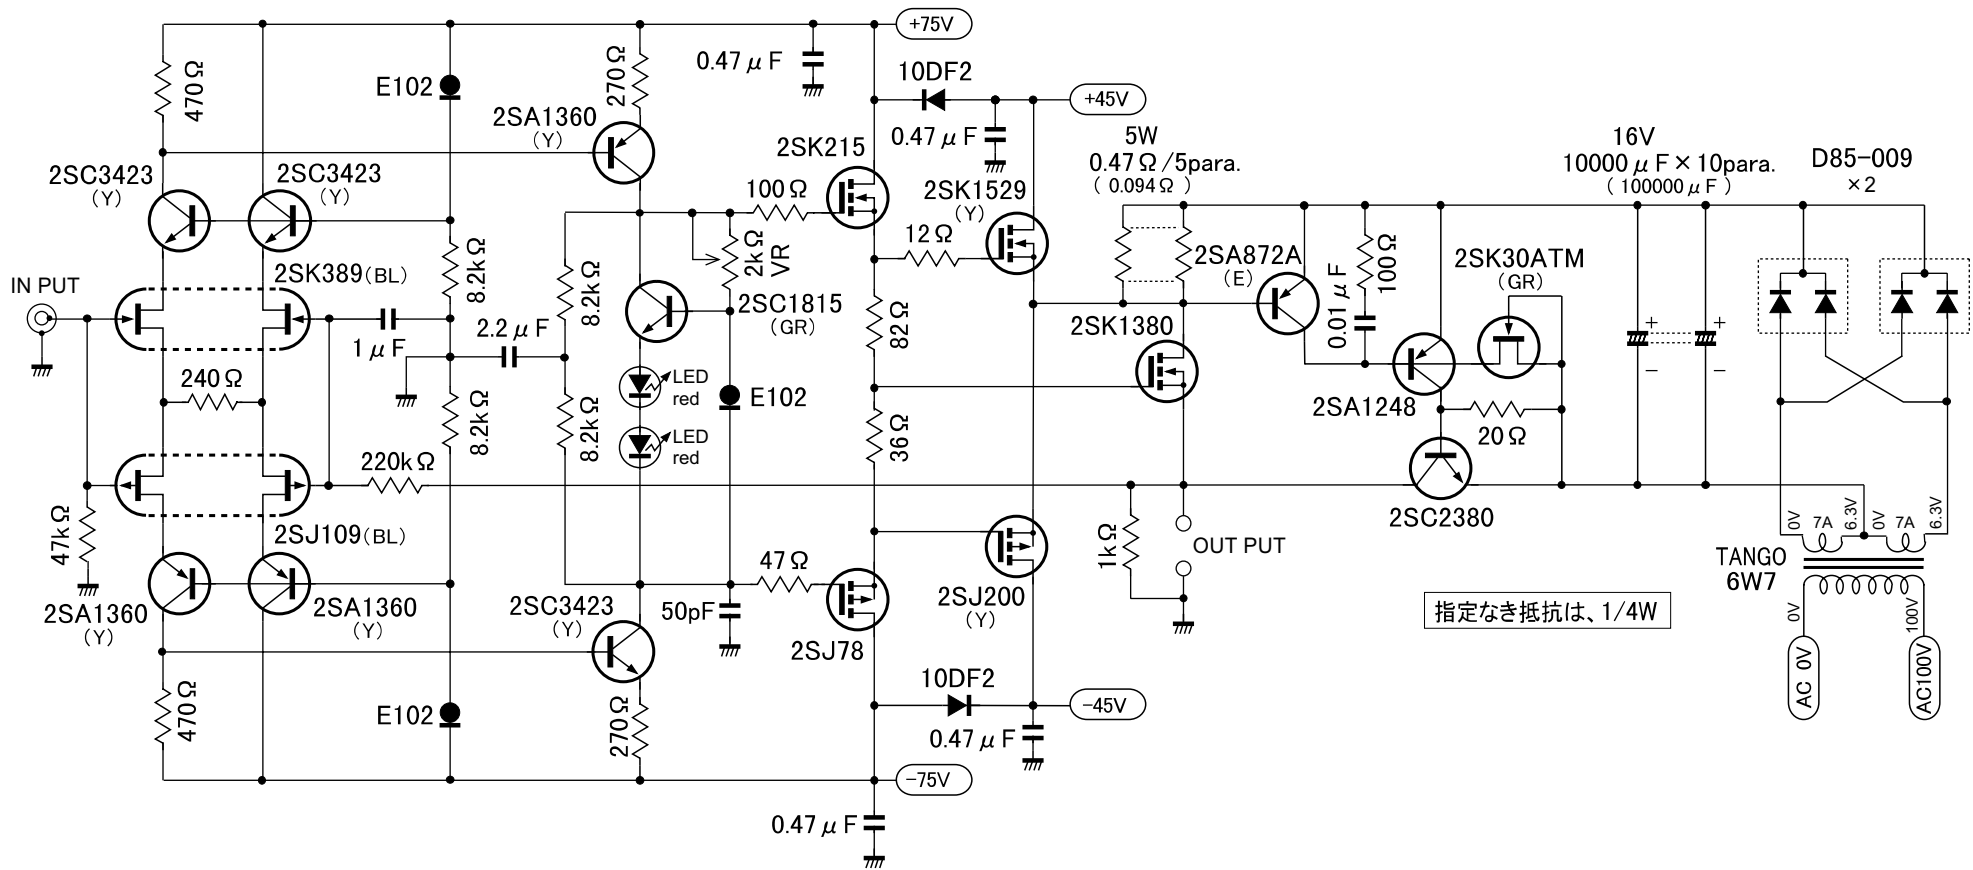 +75V
0.47μF
10DF2
+45V
0.47μF
470Ω
E102
270Ω
2SA1360
(Y)
2SK215
5W
0.47Ω/5para.
(0.094Ω)
16V
10000μF×10para.
(100000μF)
D85-009
×2
2SC3423
(Y)
2SC3423
(Y)
100Ω
2SK1529
(Y)
12Ω
2SA872A
(E)
100Ω
0.01μF
2SK30ATM
(GR)
IN PUT
2SK389(BL)
8.2kΩ
8.2kΩ
2kΩ
VR
2SC1815
(GR)
1μF
2.2μF
82Ω
2SK1380
+
+
−
−
240Ω
8.2kΩ
8.2kΩ
LED
red
E102
LED
red
36Ω
2SA1248
20Ω
220kΩ
47kΩ
2SJ109(BL)
2SC2380
0V
7A
6.3V
0V
7A
6.3V
1kΩ
OUT PUT
TANGO
6W7
2SA1360
(Y)
2SA1360
(Y)
2SC3423
(Y)
50pF
47Ω
2SJ78
2SJ200
(Y)
指定なき抵抗は、1/4W
0V
100V
AC 0V
AC100V
470Ω
E102
270Ω
10DF2
−45V
0.47μF
−75V
0.47μF